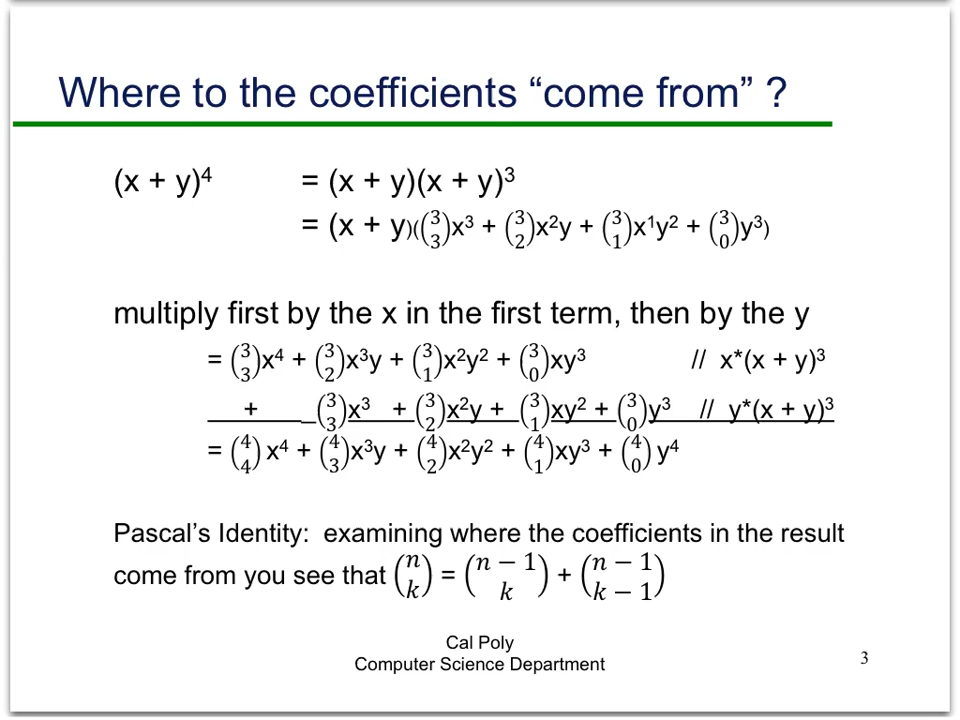 Where to the coefficients “come from” ?
(x + y)⁴ = (x + y)(x + y)³
= (x + y)((3 3)x³ + (3 2)x²y + (3 1)x¹y² + (3 0)y³)
multiply first by the x in the first term, then by the y
= (3 3)x⁴ + (3 2)x³y + (3 1)x²y² + (3 0)xy³ // x*(x + y)³
+ (3 3)x³ + (3 2)x²y + (3 1)xy² + (3 0)y³ // y*(x + y)³
= (4 4) x⁴ + (4 3)x³y + (4 2)x²y² + (4 1)xy³ + (4 0) y⁴
Pascal’s Identity: examining where the coefficients in the result
come from you see that (n k) = (n − 1 k) + (n − 1 k − 1)
Cal Poly
Computer Science Department
3